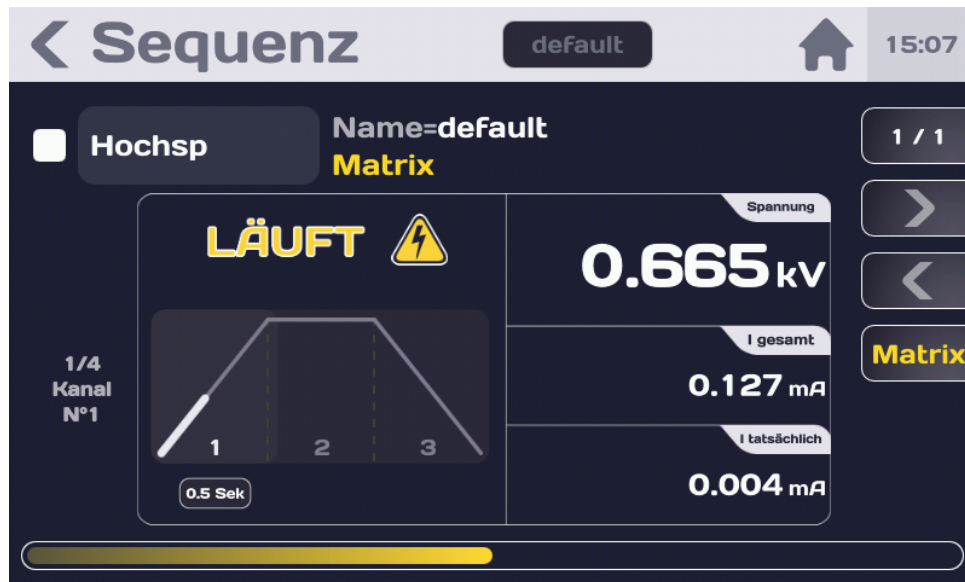 Sequenz
default
15:07
Hochsp
Name=default
Matrix
1 / 1
LÄUFT
Spannung
0.665 kV
I gesamt
0.127 mA
I tatsächlich
0.004 mA
Matrix
1/4
Kanal
N°1
1
2
3
0.5 Sek